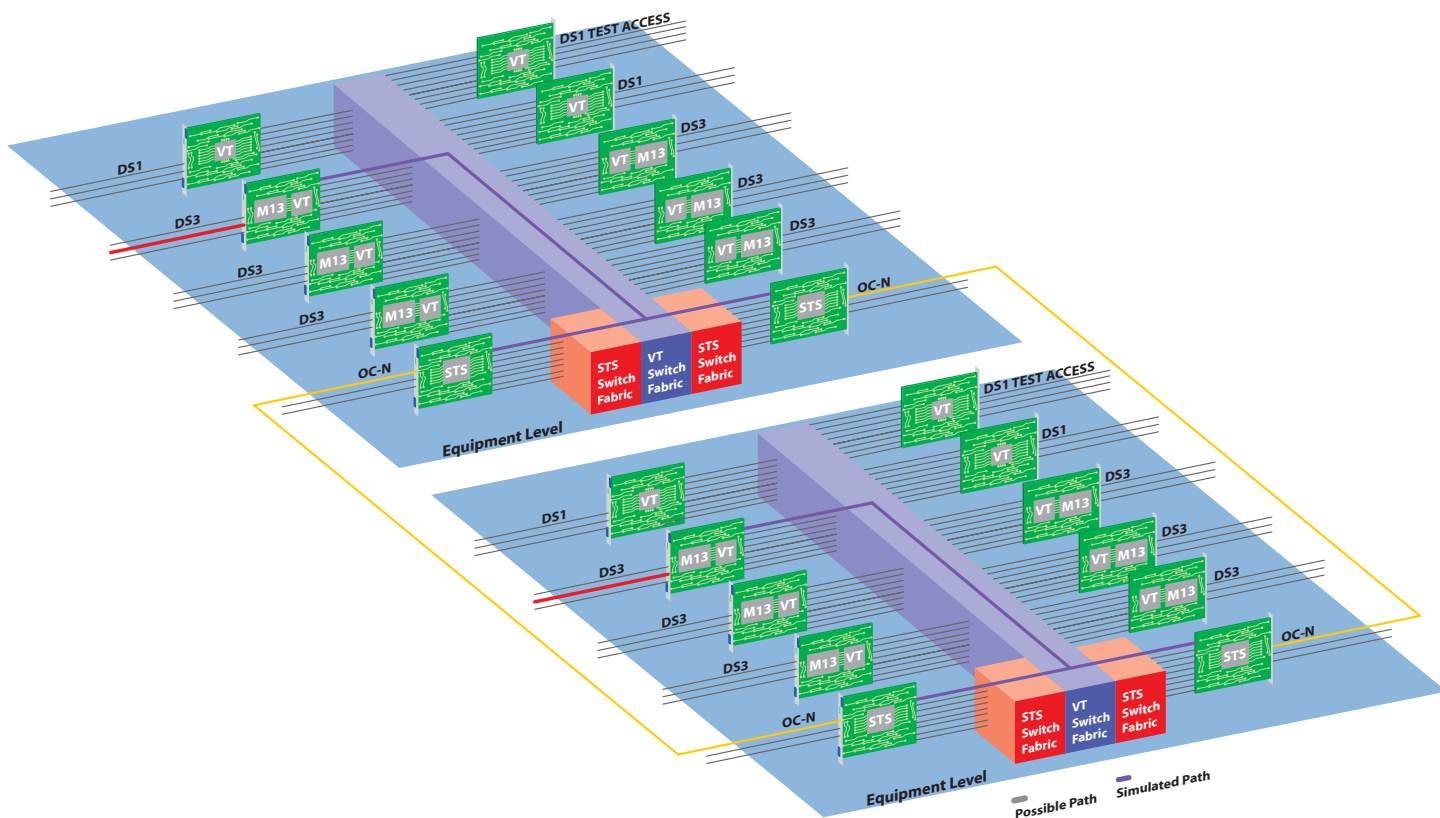 DS1 TEST ACCESS
VT
DS1
VT
VT
DS1
DS3
VT M13
DS3
M13 VT
DS3
VT M13
DS3
M13 VT
DS3
VT M13
DS3
M13 VT
OC-N
STS
OC-N
STS
STS
Switch
Fabric
VT
Switch
Fabric
STS
Switch
Fabric
Equipment Level
DS1 TEST ACCESS
VT
DS1
VT
VT
DS1
DS3
VT M13
DS3
M13 VT
DS3
VT M13
DS3
M13 VT
DS3
VT M13
DS3
M13 VT
OC-N
STS
OC-N
STS
STS
Switch
Fabric
VT
Switch
Fabric
STS
Switch
Fabric
Equipment Level
Possible Path
Simulated Path